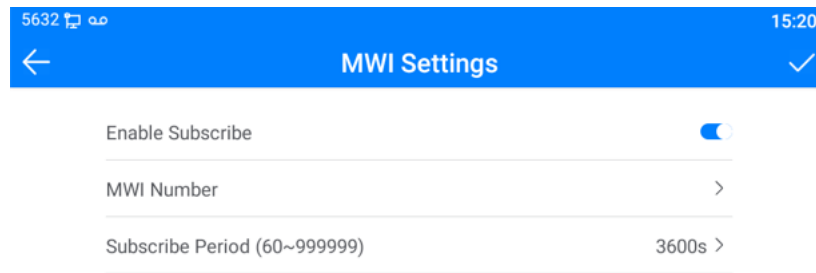 5632 15:20
MWI Settings
Enable Subscribe
MWI Number
Subscribe Period (60~999999) 3600s